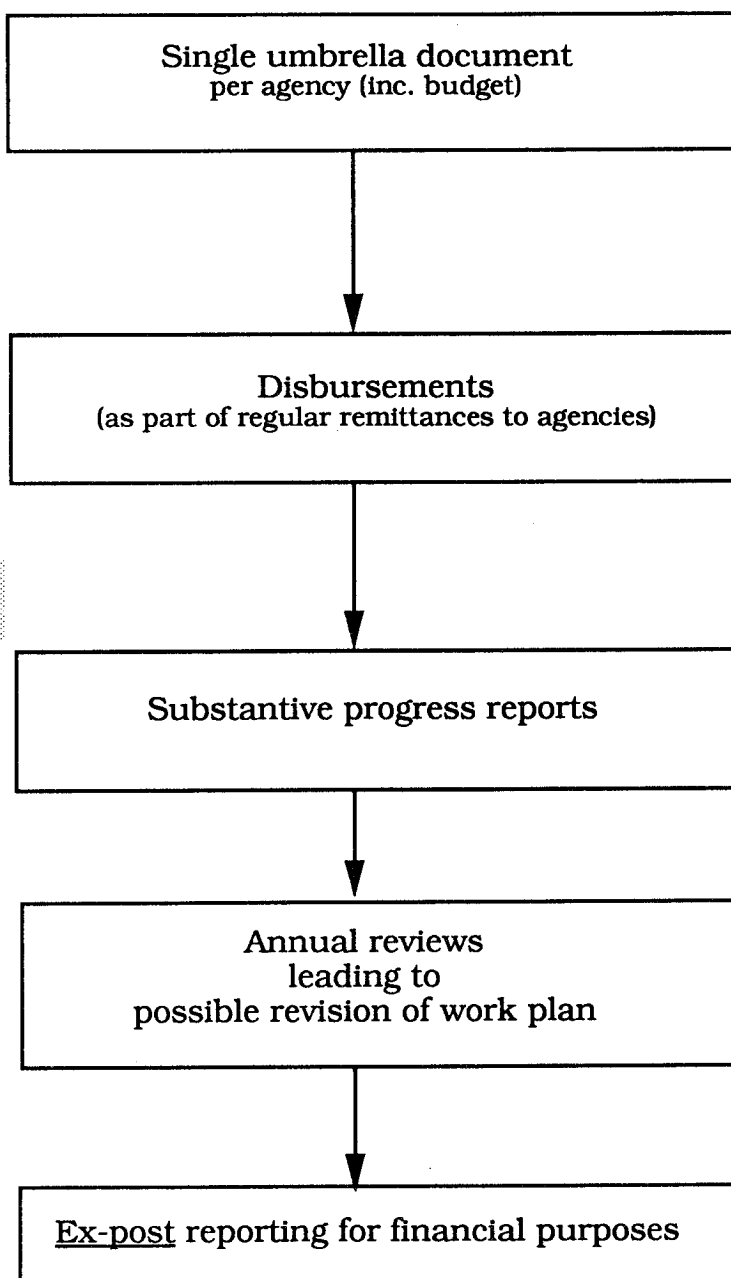 Single umbrella document
per agency (inc. budget)
Disbursements
(as part of regular remittances to agencies)
Substantive progress reports
Annual reviews
leading to
possible revision of work plan
Ex-post reporting for financial purposes